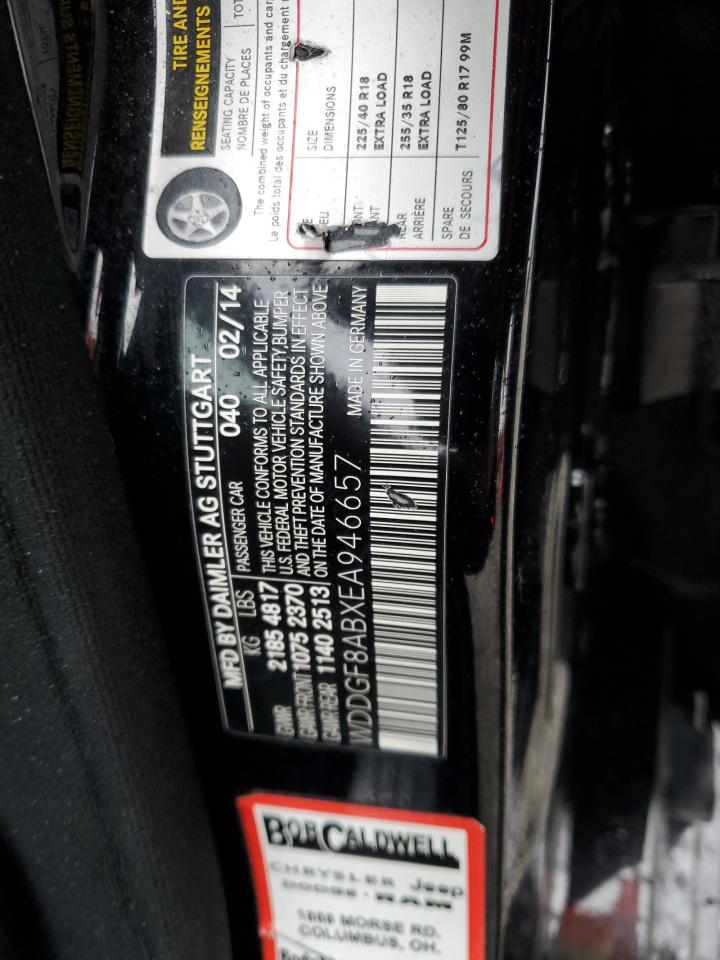 TIRE AND
RENSEIGNEMENTS
SEATING CAPACITY
NOMBRE DE PLACES
TOT
The combined weight of occupants and car
Le poids total des occupants et du chargement
SIZE
DIMENSIONS
225/40 R18
EXTRA LOAD
REAR
ARRIÈRE
255/35 R18
EXTRA LOAD
SPARE
DE SECOURS
T125/80 R17 99M
MFD BY DAIMLER AG STUTTGART
KG LBS PASSENGER CAR 040 02/14
GVWR 2185 4817 THIS VEHICLE CONFORMS TO ALL APPLICABLE
U.S. FEDERAL MOTOR VEHICLE SAFETY, BUMPER
GAWR FRONT 1075 2370 AND THEFT PREVENTION STANDARDS IN EFFECT
GAWR REAR 1140 2513 ON THE DATE OF MANUFACTURE SHOWN ABOVE
WDDGF8ABXEA946657 MADE IN GERMANY
BOB CALDWELL
CHRYSLER Jeep
DODGE • RAM
1888 MORSE RD.
COLUMBUS, OH.